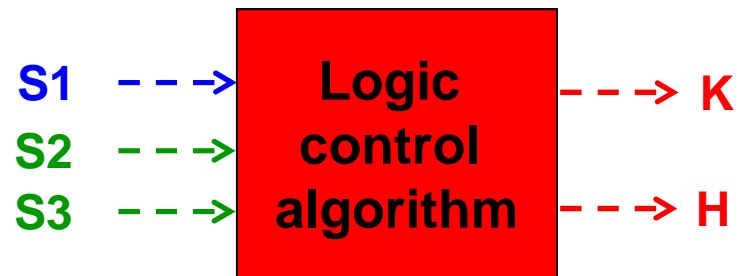 S1
S2
S3
Logic
control
algorithm
K
H